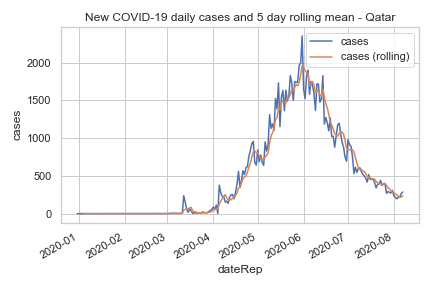 New COVID-19 daily cases and 5 day rolling mean - Qatar
cases
cases (rolling)
2000
1500
1000
500
0
cases
2020-01
2020-02
2020-03
2020-04
2020-05
2020-06
2020-07
2020-08
dateRep